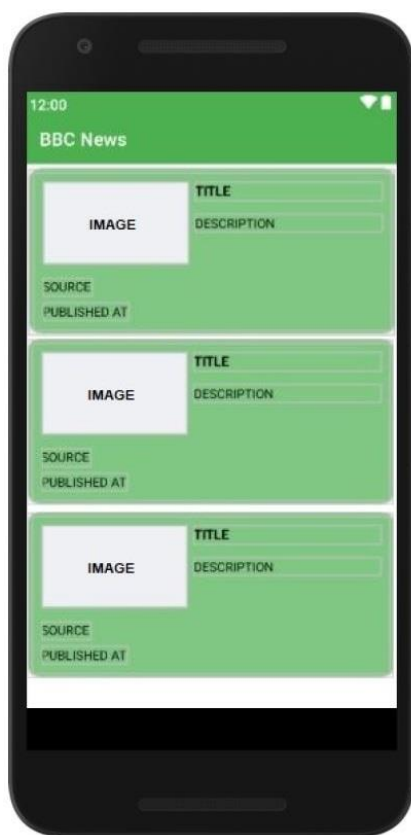 12:00
BBC News
TITLE
IMAGE
DESCRIPTION
SOURCE
PUBLISHED AT
TITLE
IMAGE
DESCRIPTION
SOURCE
PUBLISHED AT
TITLE
IMAGE
DESCRIPTION
SOURCE
PUBLISHED AT